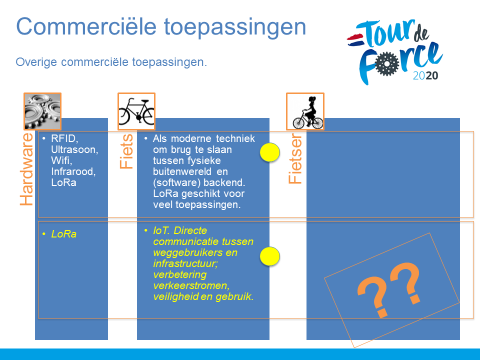 Commerciële toepassingen
Tour de
Force
2020
Overige commerciële toepassingen.
Hardware
• RFID,
Ultrasoon,
Wifi,
Infrarood,
LoRa
Fiets
• Als moderne techniek
om brug te slaan
tussen fysieke
buitenwereld en
(software) backend.
LoRa geschikt voor
veel toepassingen.
Fietser
• LoRa
• IoT. Directe
communicatie tussen
weggebruikers en
infrastructuur;
verbetering
verkeerstromen,
veiligheid en gebruik.
??